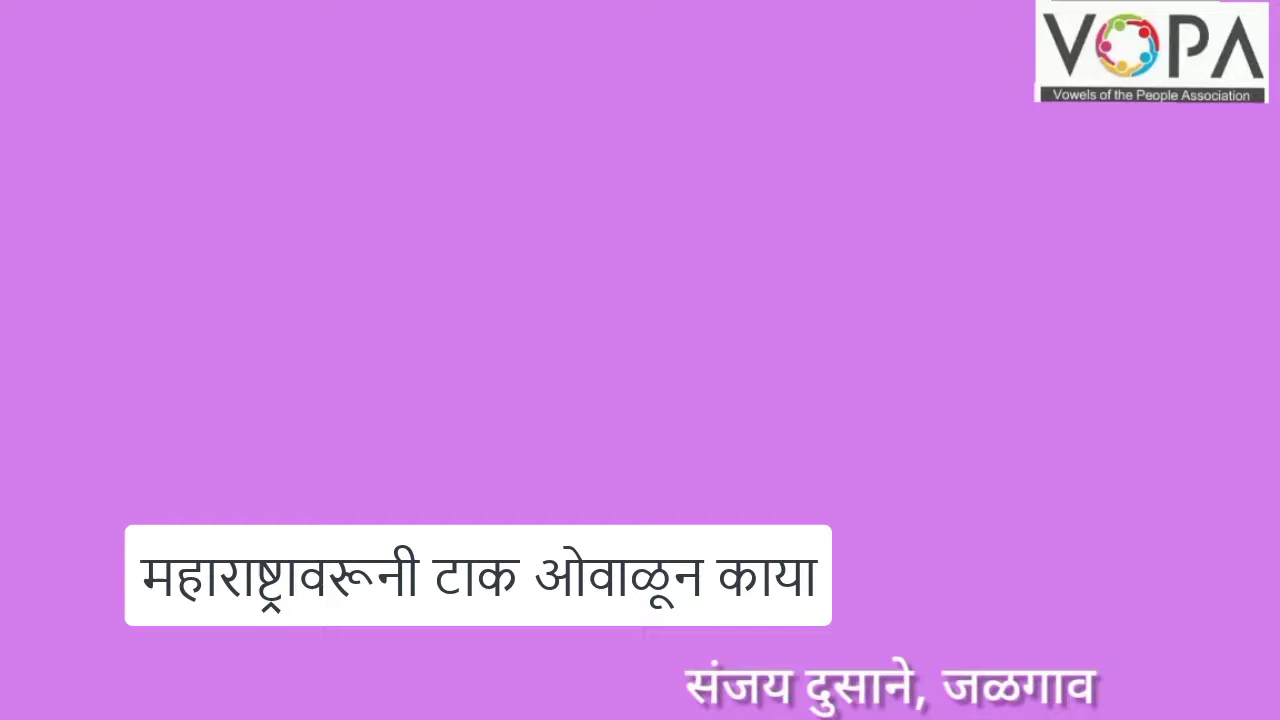 VOPA
Vowels of the People Association
महाराष्ट्रावरूनी टाक ओवाळून काया
संजय दुसाने, जळगाव